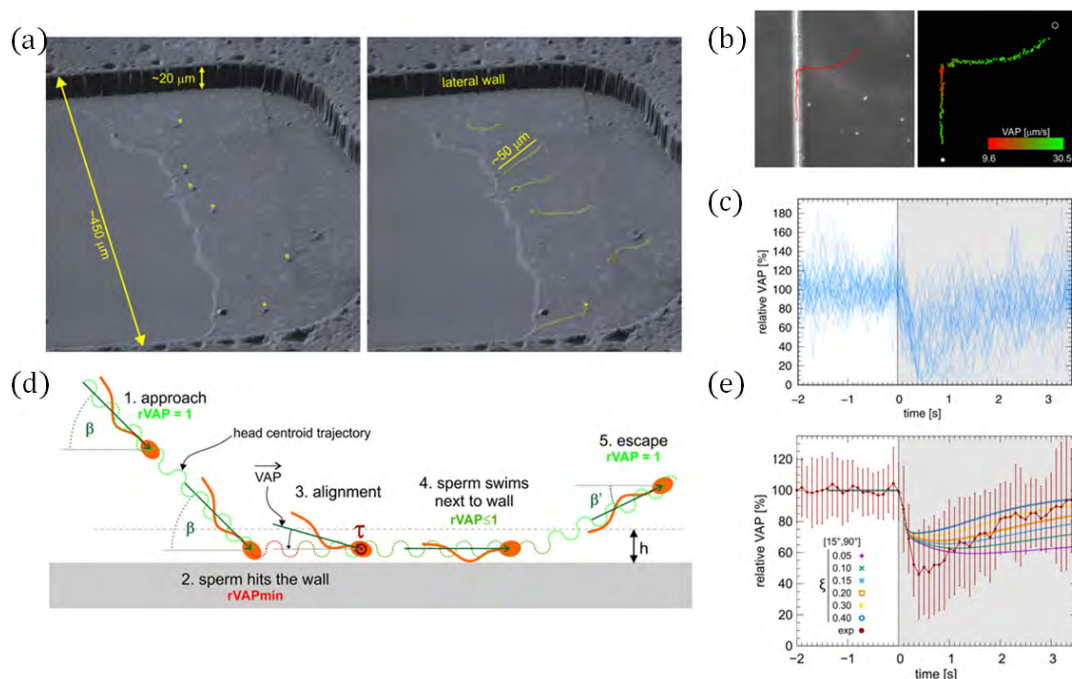 (a)
~20 μm
~450 μm
lateral wall
~50 μm
(b)
VAP [μm/s]
9.6 30.5
(c)
relative VAP [%]
180
160
140
120
100
80
60
40
20
0
-2 -1 0 1 2 3
time [s]
(d)
1. approach
rVAP = 1
β
head centroid trajectory
VAP
3. alignment
τ
4. sperm swims
next to wall
rVAP≤1
5. escape
rVAP = 1
β'
β
h
2. sperm hits the wall
rVAPmin
(e)
relative VAP [%]
120
100
80
60
40
20
0
[15°,90°]
ξ
0.05
0.10
0.15
0.20
0.30
0.40
exp
-2 -1 0 1 2 3
time [s]